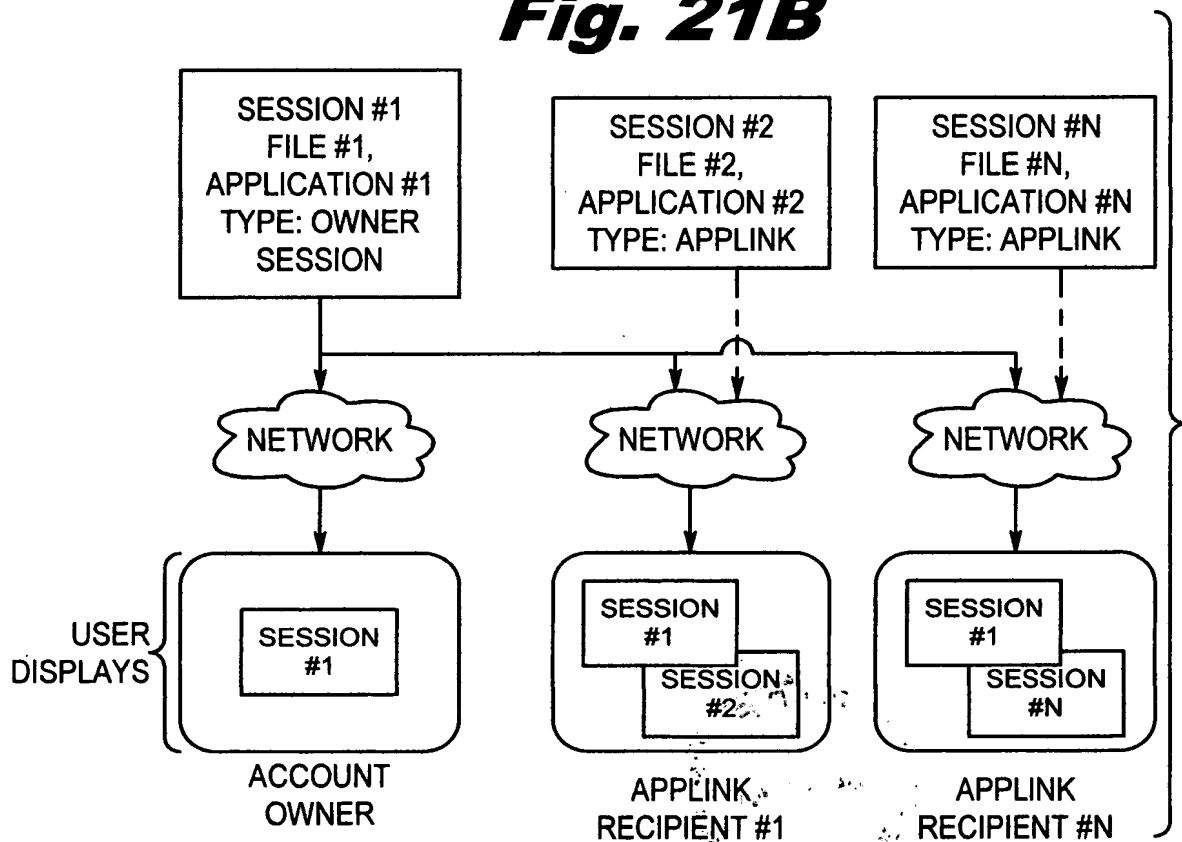 Fig. 21B
SESSION #1
FILE #1,
APPLICATION #1
TYPE: OWNER
SESSION
SESSION #2
FILE #2,
APPLICATION #2
TYPE: APPLINK
SESSION #N
FILE #N,
APPLICATION #N
TYPE: APPLINK
NETWORK
NETWORK
NETWORK
USER
DISPLAYS
SESSION
#1
SESSION
#1
SESSION
#2
SESSION
#1
SESSION
#N
ACCOUNT
OWNER
APPLINK
RECIPIENT #1
APPLINK
RECIPIENT #N